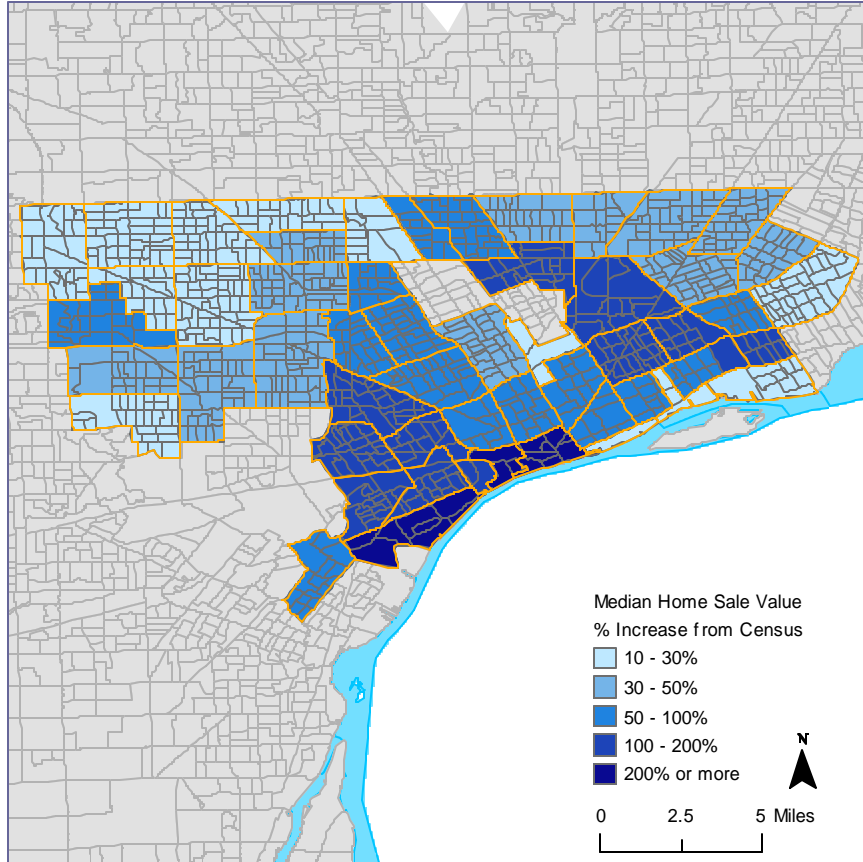 Median Home Sale Value
% Increase from Census
10 - 30%
30 - 50%
50 - 100%
100 - 200%
200% or more
N
0 2.5 5 Miles